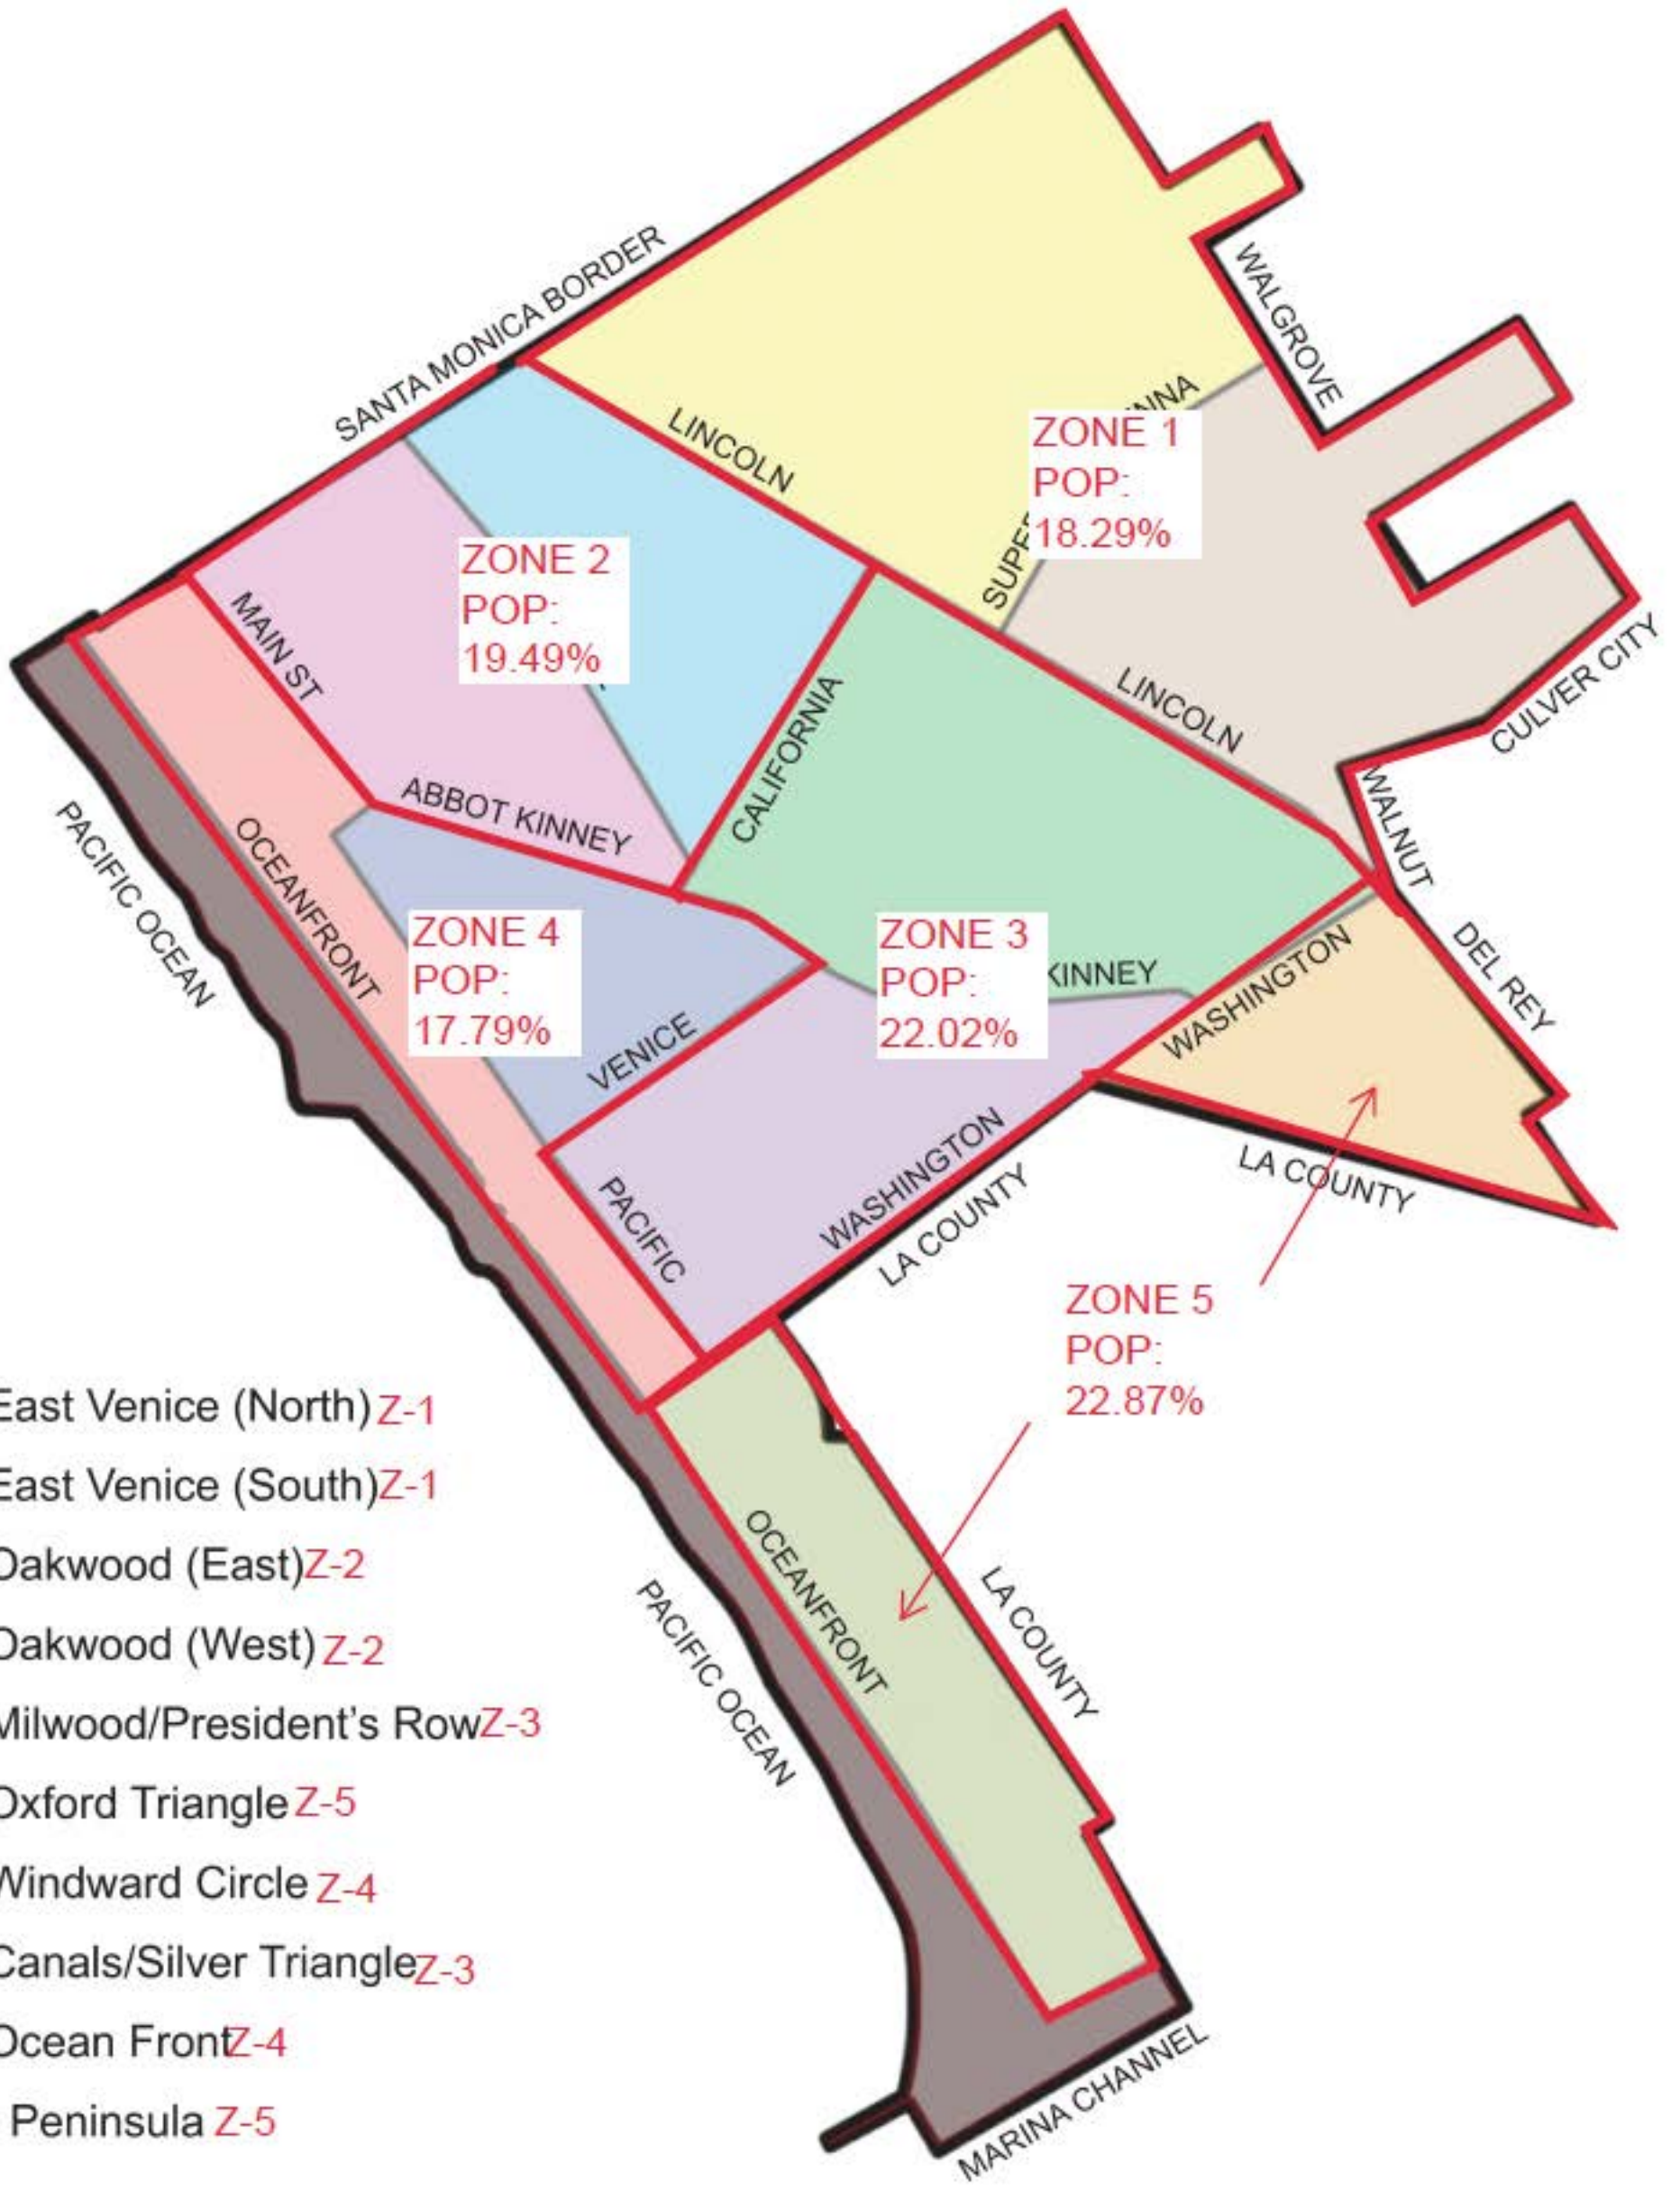 SANTA MONICA BORDER
WALGROVE
LINCOLN
ZONE 1
POP:
18.29%
ZONE 2
POP:
19.49%
MAIN ST
LINCOLN
CULVER CITY
CALIFORNIA
ABBOT KINNEY
WALNUT
PACIFIC OCEAN
OCEANFRONT
ZONE 4
POP:
17.79%
ZONE 3
POP:
22.02%
KINNEY
WASHINGTON
DEL REY
VENICE
PACIFIC
WASHINGTON
LA COUNTY
LA COUNTY
ZONE 5
POP:
22.87%
East Venice (North) Z-1
East Venice (South) Z-1
Oakwood (East) Z-2
Oakwood (West) Z-2
Milwood/President's Row Z-3
Oxford Triangle Z-5
Windward Circle Z-4
Canals/Silver Triangle Z-3
Ocean Front Z-4
Peninsula Z-5
OCEANFRONT
LA COUNTY
PACIFIC OCEAN
MARINA CHANNEL